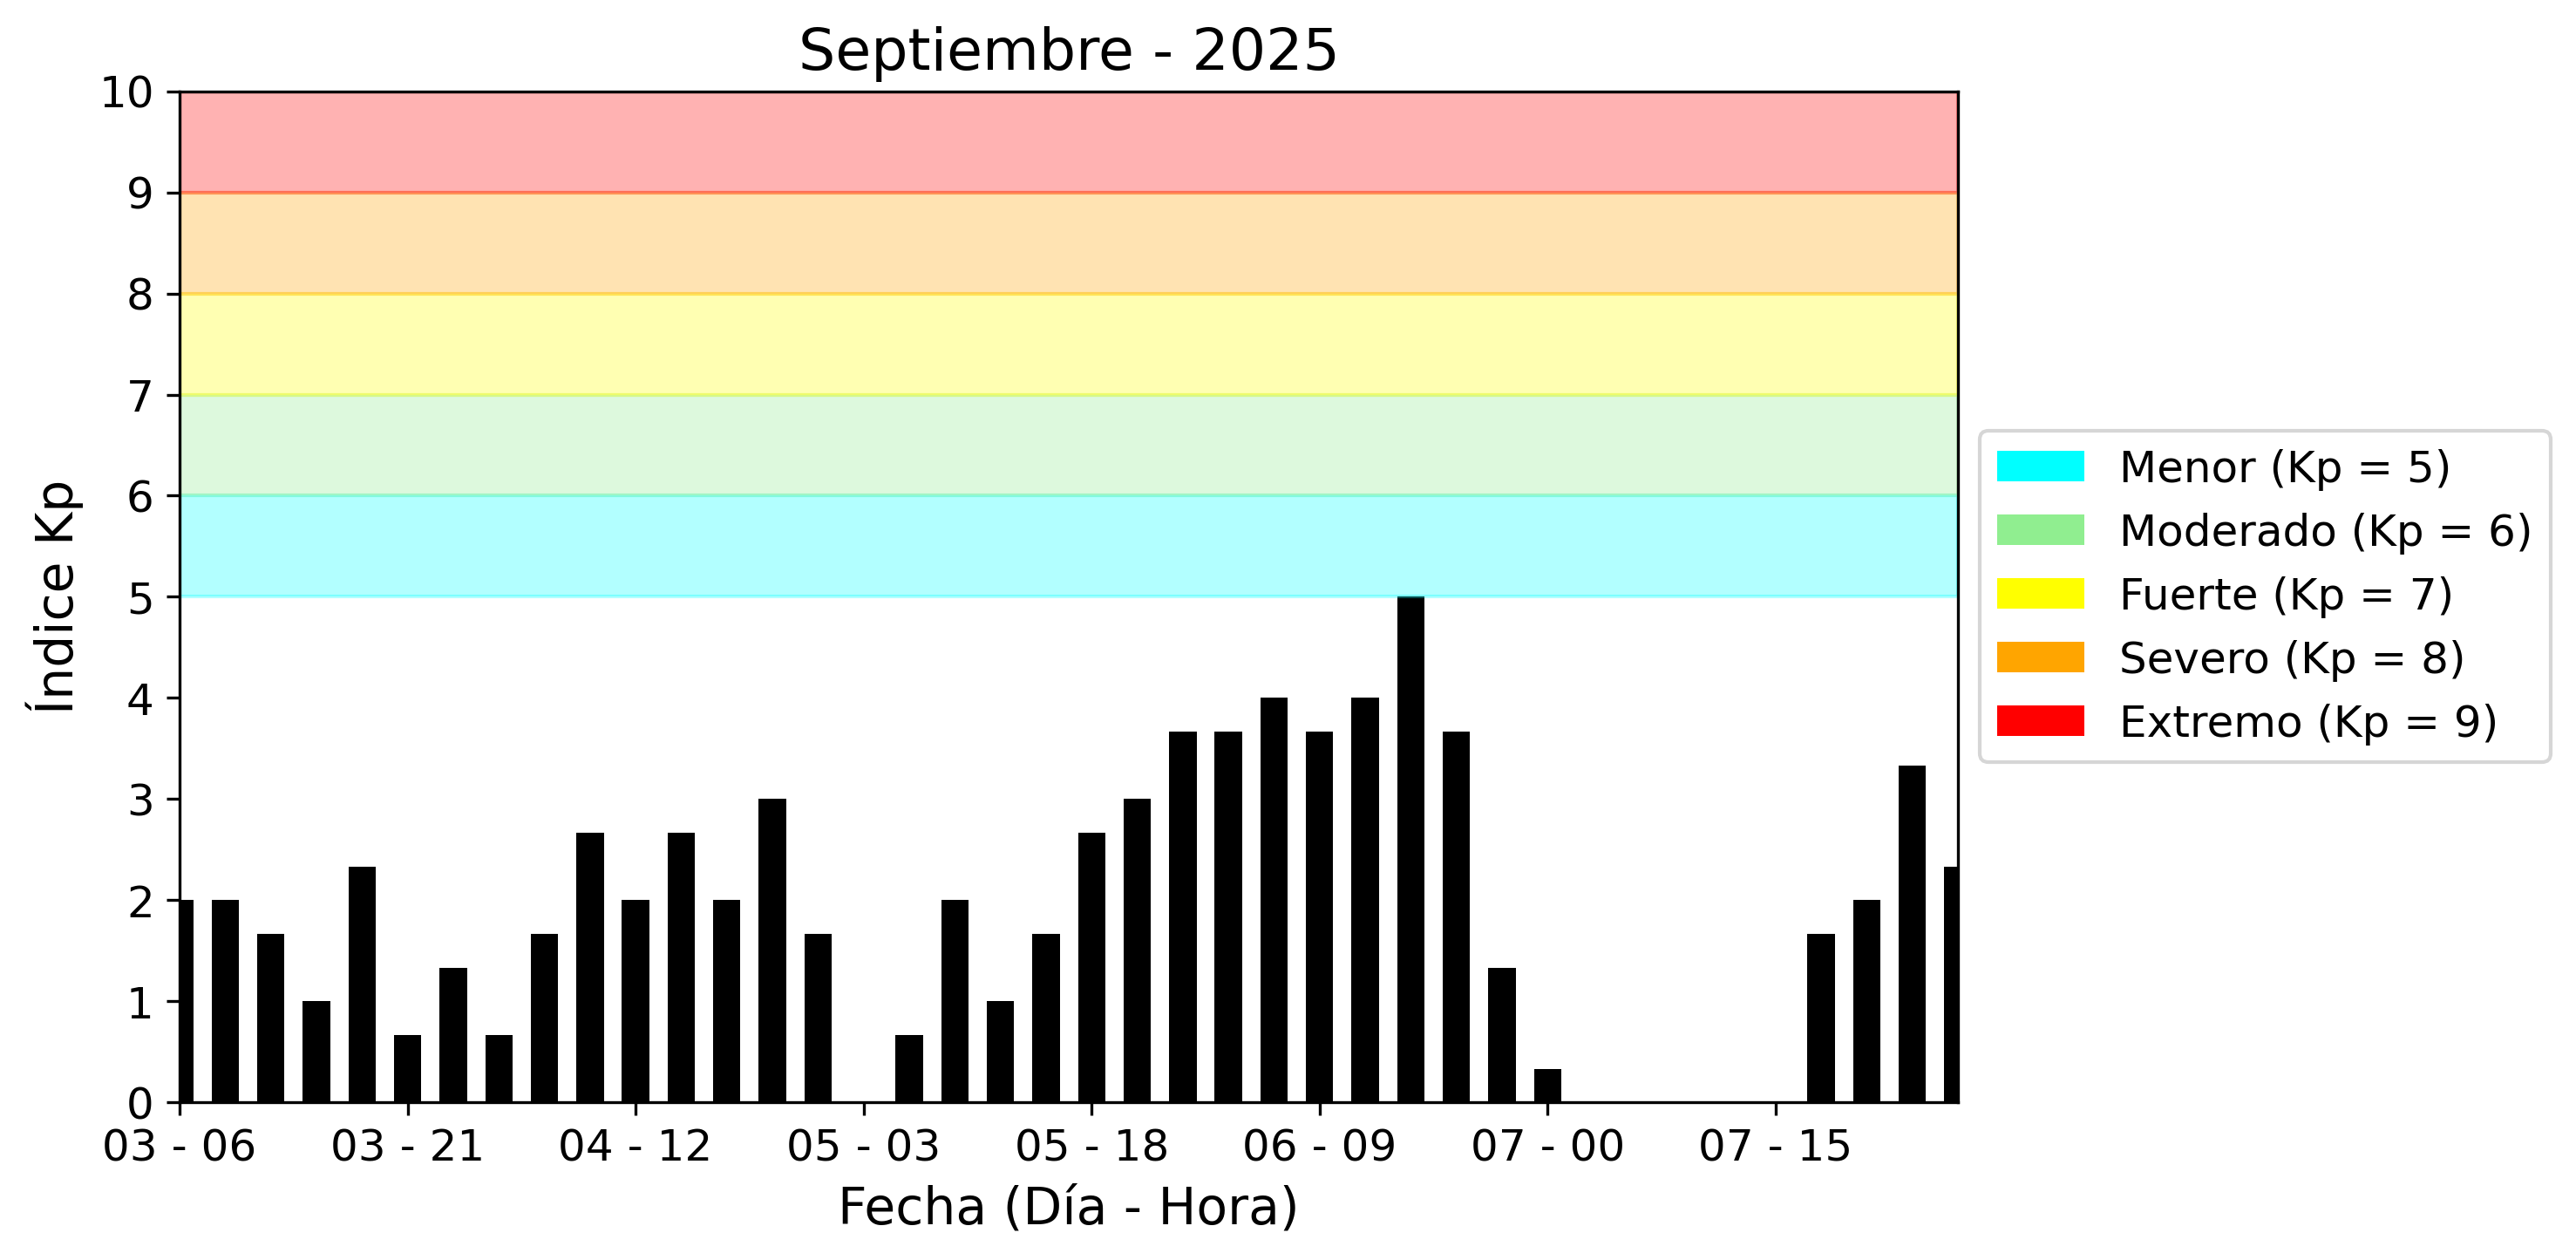 Septiembre - 2025
10
9
8
7
6
5
4
3
2
1
0
Índice Kp
03 - 06
03 - 21
04 - 12
05 - 03
05 - 18
06 - 09
07 - 00
07 - 15
Fecha (Día - Hora)
Menor (Kp = 5)
Moderado (Kp = 6)
Fuerte (Kp = 7)
Severo (Kp = 8)
Extremo (Kp = 9)